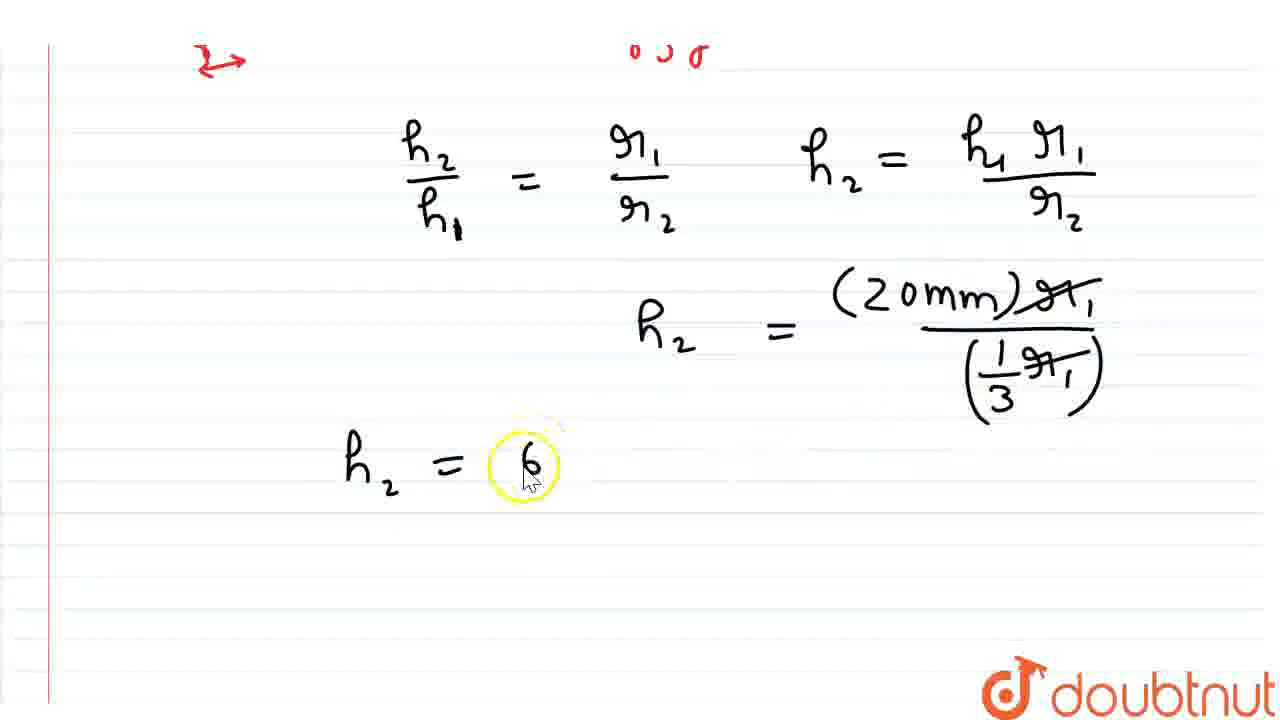 h₂/h₁ = r₁/r₂ h₂ = h₁ r₁/r₂
h₂ = (20mm) r₁/(1/3 r₁)
h₂ = 6
doubtnut